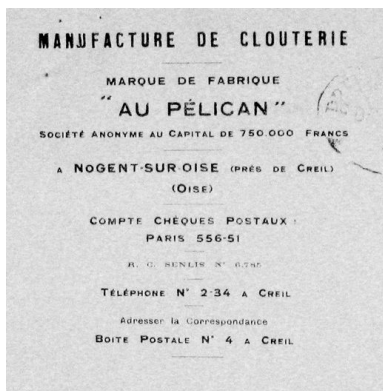 MANUFACTURE DE CLOUTERIE
MARQUE DE FABRIQUE
"AU PÉLICAN"
SOCIÉTÉ ANONYME AU CAPITAL DE 750.000 FRANCS
A NOGENT-SUR-OISE (PRÈS DE CREIL)
(OISE)
COMPTE CHÈQUES POSTAUX :
PARIS 556-51
R. C. SENLIS N° 6.785
TÉLÉPHONE N° 2-34 A CREIL
Adresser la Correspondance
BOITE POSTALE N° 4 A CREIL